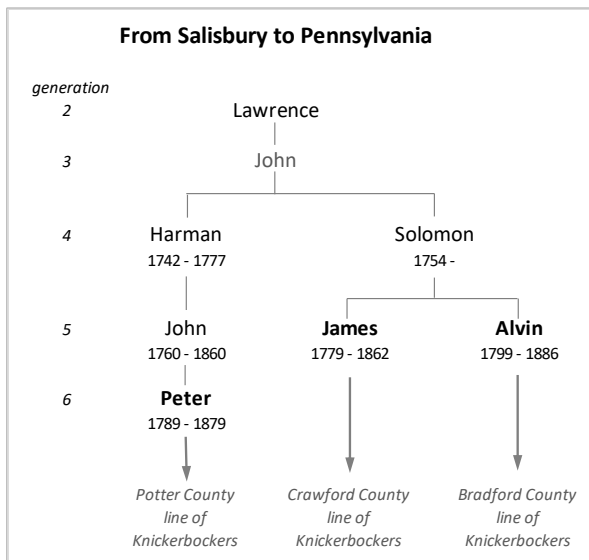 From Salisbury to Pennsylvania
generation
2 Lawrence
3 John
4 Harman Solomon
1742 - 1777 1754 -
5 John James Alvin
1760 - 1860 1779 - 1862 1799 - 1886
6 Peter
1789 - 1879
Potter County Crawford County Bradford County
line of line of line of
Knickerbockers Knickerbockers Knickerbockers